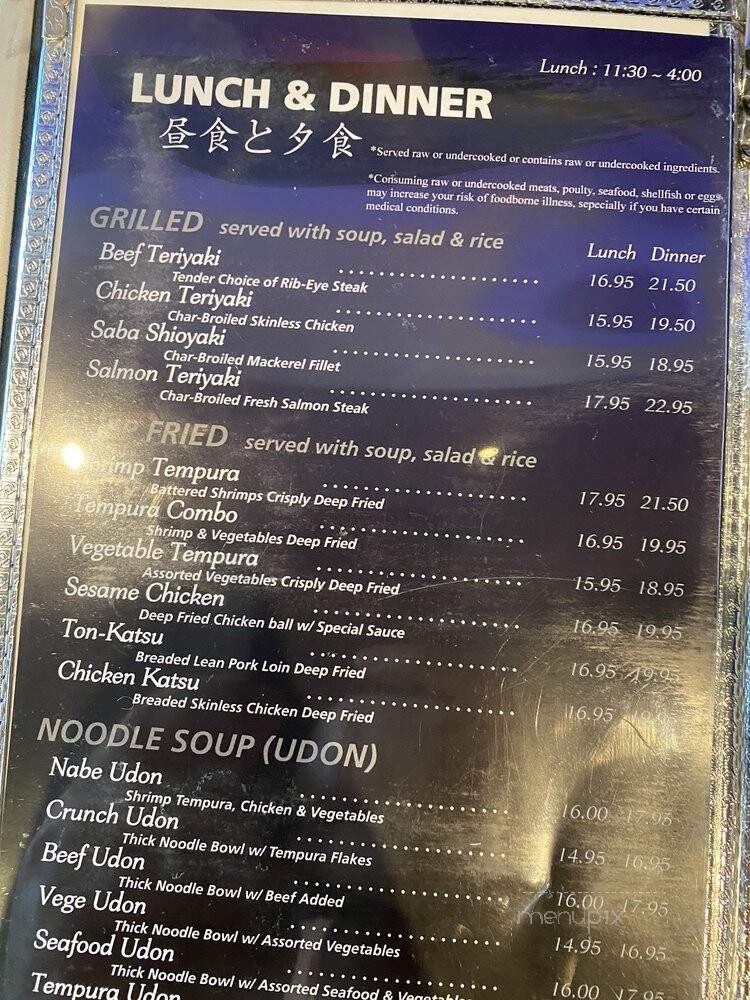 Lunch : 11:30 ~ 4:00
LUNCH & DINNER
昼食と夕食
*Served raw or undercooked or contains raw or undercooked ingredients.
*Consuming raw or undercooked meats, poulty, seafood, shellfish or eggs
may increase your risk of foodborne illness, sepecially if you have certain
medical conditions.
GRILLED served with soup, salad & rice Lunch Dinner
Beef Teriyaki 16.95 21.50
Tender Choice of Rib-Eye Steak
Chicken Teriyaki 15.95 19.50
Char-Broiled Skinless Chicken
Saba Shioyaki 15.95 18.95
Char-Broiled Mackerel Fillet
Salmon Teriyaki 17.95 22.95
Char-Broiled Fresh Salmon Steak
FRIED served with soup, salad & rice
Shrimp Tempura 17.95 21.50
Battered Shrimps Crisply Deep Fried
Tempura Combo 16.95 19.95
Shrimp & Vegetables Deep Fried
Vegetable Tempura 15.95 18.95
Assorted Vegetables Crisply Deep Fried
Sesame Chicken 16.95 19.95
Deep Fried Chicken ball w/ Special Sauce
Ton-Katsu 16.95 19.95
Breaded Lean Pork Loin Deep Fried
Chicken Katsu 16.95
Breaded Skinless Chicken Deep Fried
NOODLE SOUP (UDON)
Nabe Udon 16.00 17.95
Shrimp Tempura, Chicken & Vegetables
Crunch Udon 14.95 16.95
Thick Noodle Bowl w/ Tempura Flakes
Beef Udon 16.00 17.95
Thick Noodle Bowl w/ Beef Added
menupix
Vege Udon 14.95 16.95
Thick Noodle Bowl w/ Assorted Vegetables
Seafood Udon 16.00 17.95
Thick Noodle Bowl w/ Assorted Seafood & Vegetables
Tempura Udon